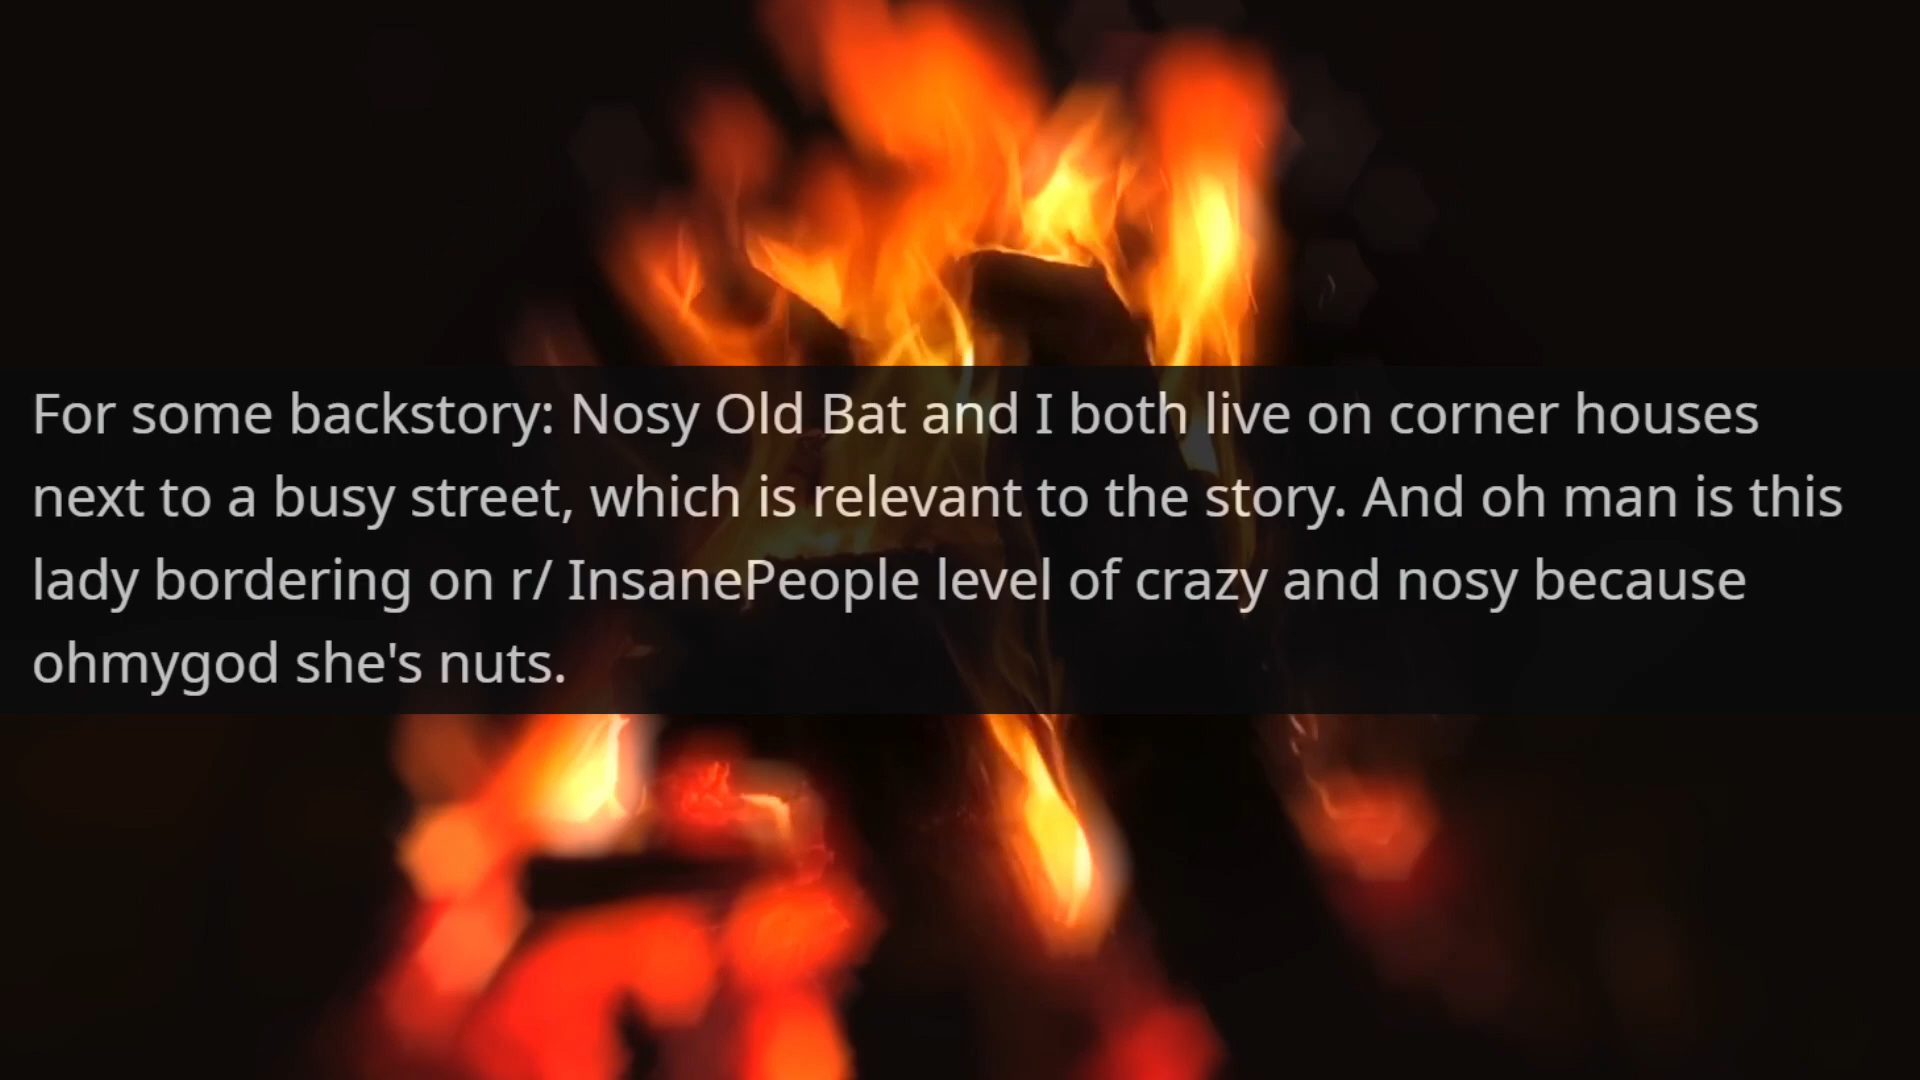 For some backstory: Nosy Old Bat and I both live on corner houses
next to a busy street, which is relevant to the story. And oh man is this
lady bordering on r/ InsanePeople level of crazy and nosy because
ohmygod she's nuts.